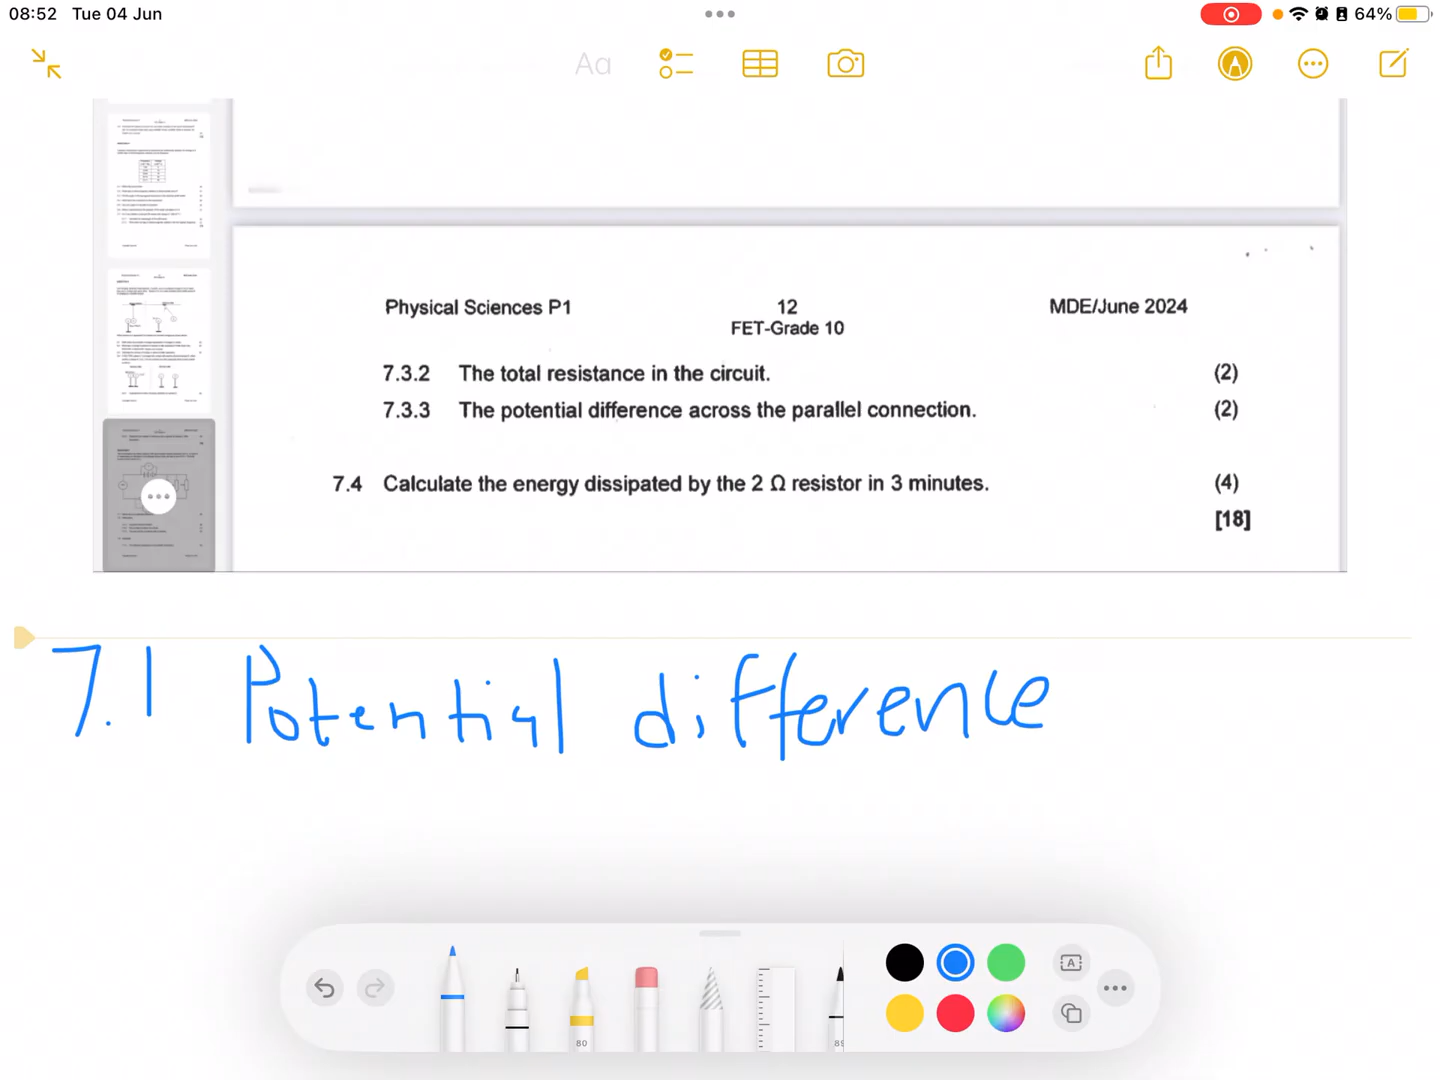 08:52 Tue 04 Jun
64%
Aa
Physical Sciences P1 12 MDE/June 2024
FET-Grade 10
7.3.2 The total resistance in the circuit. (2)
7.3.3 The potential difference across the parallel connection. (2)
7.4 Calculate the energy dissipated by the 2 Ω resistor in 3 minutes. (4)
[18]
7.1 Potential difference
A
80